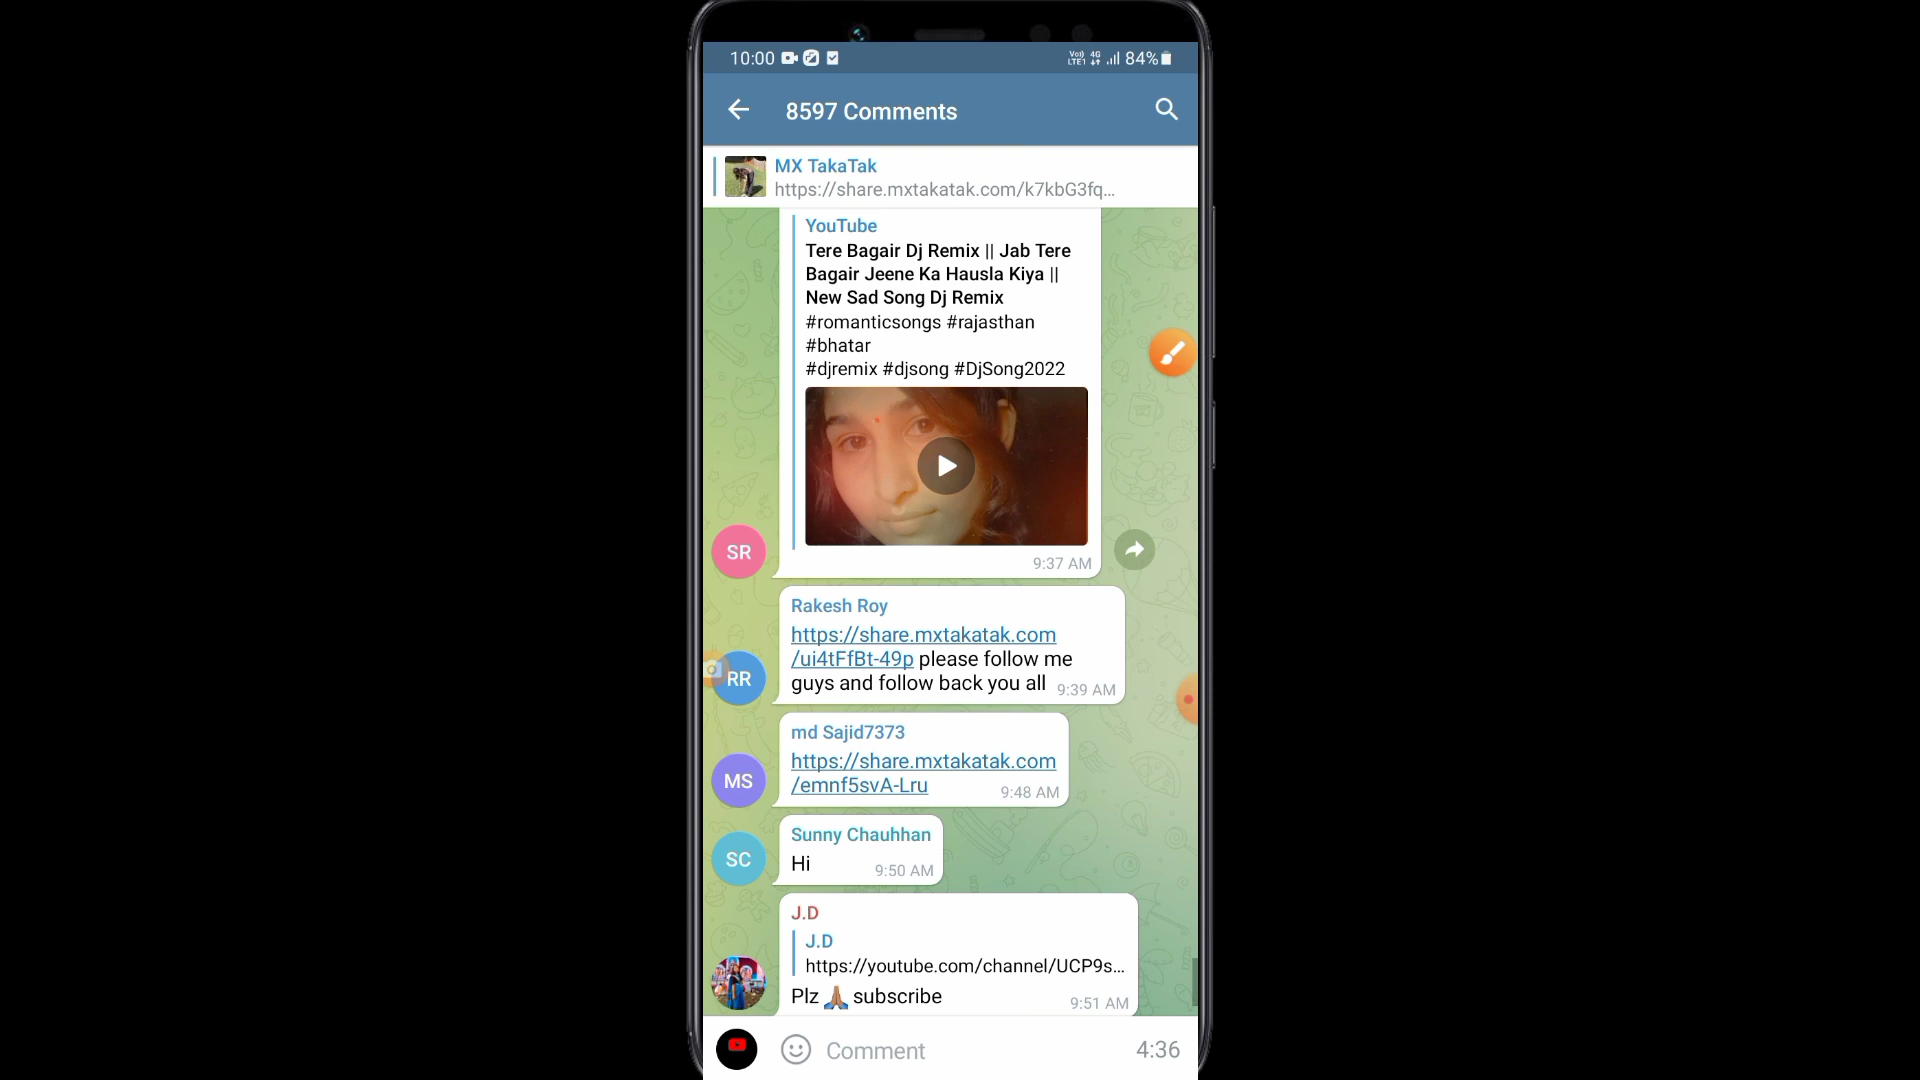 10:00
Vo) 4G
LTE1 84%
8597 Comments
MX TakaTak
https://share.mxtakatak.com/k7kbG3fq...
YouTube
Tere Bagair Dj Remix || Jab Tere
Bagair Jeene Ka Hausla Kiya ||
New Sad Song Dj Remix
#romanticsongs #rajasthan
#bhatar
#djremix #djsong #DjSong2022
SR
9:37 AM
Rakesh Roy
https://share.mxtakatak.com
/ui4tFfBt-49p please follow me
guys and follow back you all 9:39 AM
RR
md Sajid7373
https://share.mxtakatak.com
/emnf5svA-Lru 9:48 AM
MS
Sunny Chauhhan
Hi 9:50 AM
SC
J.D
J.D
https://youtube.com/channel/UCP9s...
Plz 🙏🏽 subscribe 9:51 AM
Comment 4:36